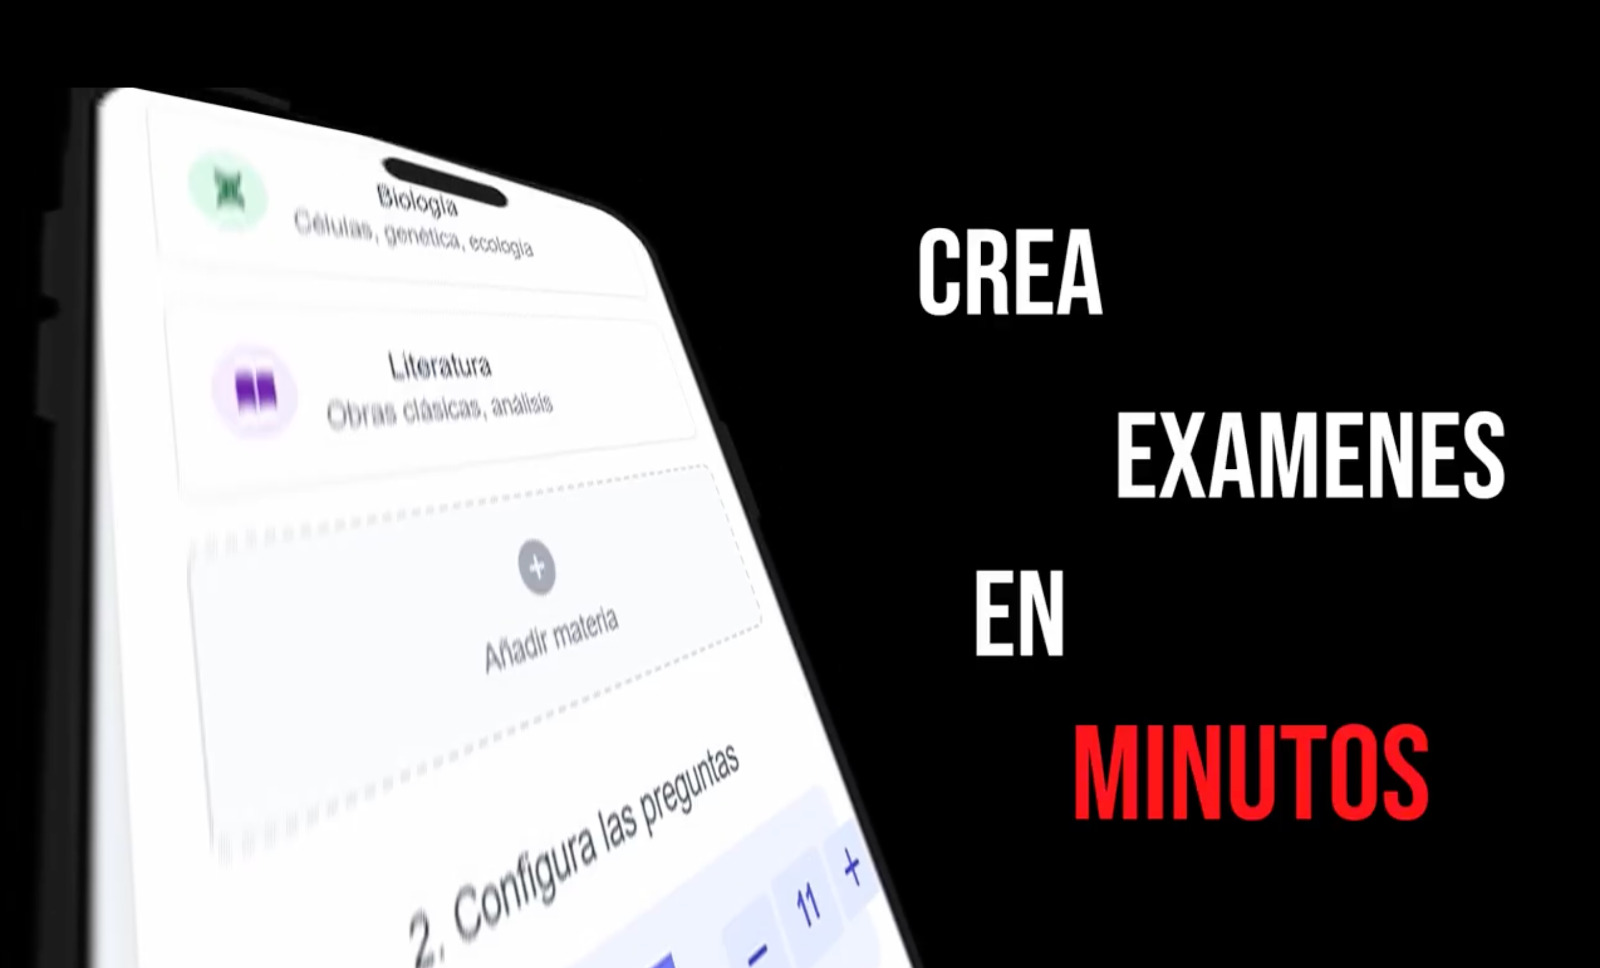 Biología
Células, genética, ecología
Literatura
Obras clásicas, análisis
Añadir materia
2. Configura las preguntas
- 11 +
CREA
EXAMENES
EN
MINUTOS